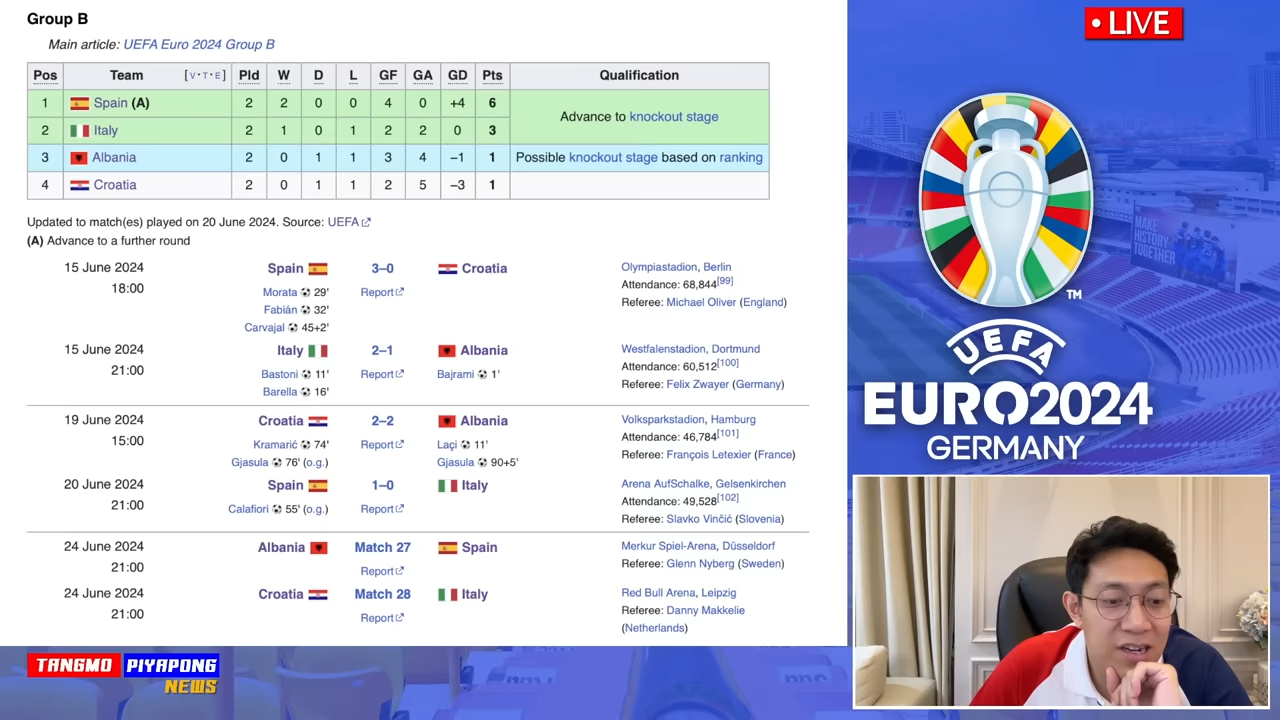 LIVE
Group B
Main article: UEFA Euro 2024 Group B
Pos Team [V·T·E] Pld W D L GF GA GD Pts Qualification
1 Spain (A) 2 2 0 0 4 0 +4 6 Advance to knockout stage
2 Italy 2 1 0 1 2 2 0 3
3 Albania 2 0 1 1 3 4 −1 1 Possible knockout stage based on ranking
4 Croatia 2 0 1 1 2 5 −3 1
Updated to match(es) played on 20 June 2024. Source: UEFA
(A) Advance to a further round
15 June 2024 Spain 3–0 Croatia Olympiastadion, Berlin
18:00 Morata 29' Report Attendance: 68,844[99]
Fabián 32' Referee: Michael Oliver (England)
Carvajal 45+2'
15 June 2024 Italy 2–1 Albania Westfalenstadion, Dortmund
21:00 Bastoni 11' Report Bajrami 1' Attendance: 60,512[100]
Barella 16' Referee: Felix Zwayer (Germany)
19 June 2024 Croatia 2–2 Albania Volksparkstadion, Hamburg
15:00 Kramarić 74' Report Laçi 11' Attendance: 46,784[101]
Gjasula 76' (o.g.) Gjasula 90+5' Referee: François Letexier (France)
20 June 2024 Spain 1–0 Italy Arena AufSchalke, Gelsenkirchen
21:00 Calafiori 55' (o.g.) Report Attendance: 49,528[102]
Referee: Slavko Vinčić (Slovenia)
24 June 2024 Albania Match 27 Spain Merkur Spiel-Arena, Düsseldorf
21:00 Report Referee: Glenn Nyberg (Sweden)
24 June 2024 Croatia Match 28 Italy Red Bull Arena, Leipzig
21:00 Report Referee: Danny Makkelie
(Netherlands)
MAKE
HISTORY
TOGETHER
TM
UEFA
EURO2024
GERMANY
TANGMO PIYAPONG
NEWS